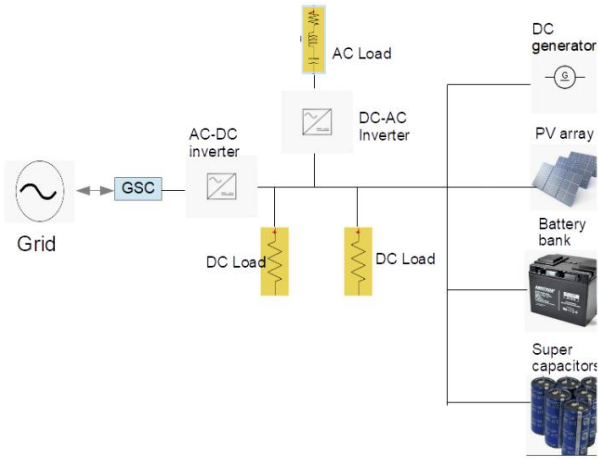 AC Load
DC
generator
G
DC-AC
Inverter
AC-DC
inverter
PV array
GSC
Grid
DC Load
DC Load
Battery
bank
Super
capacitors